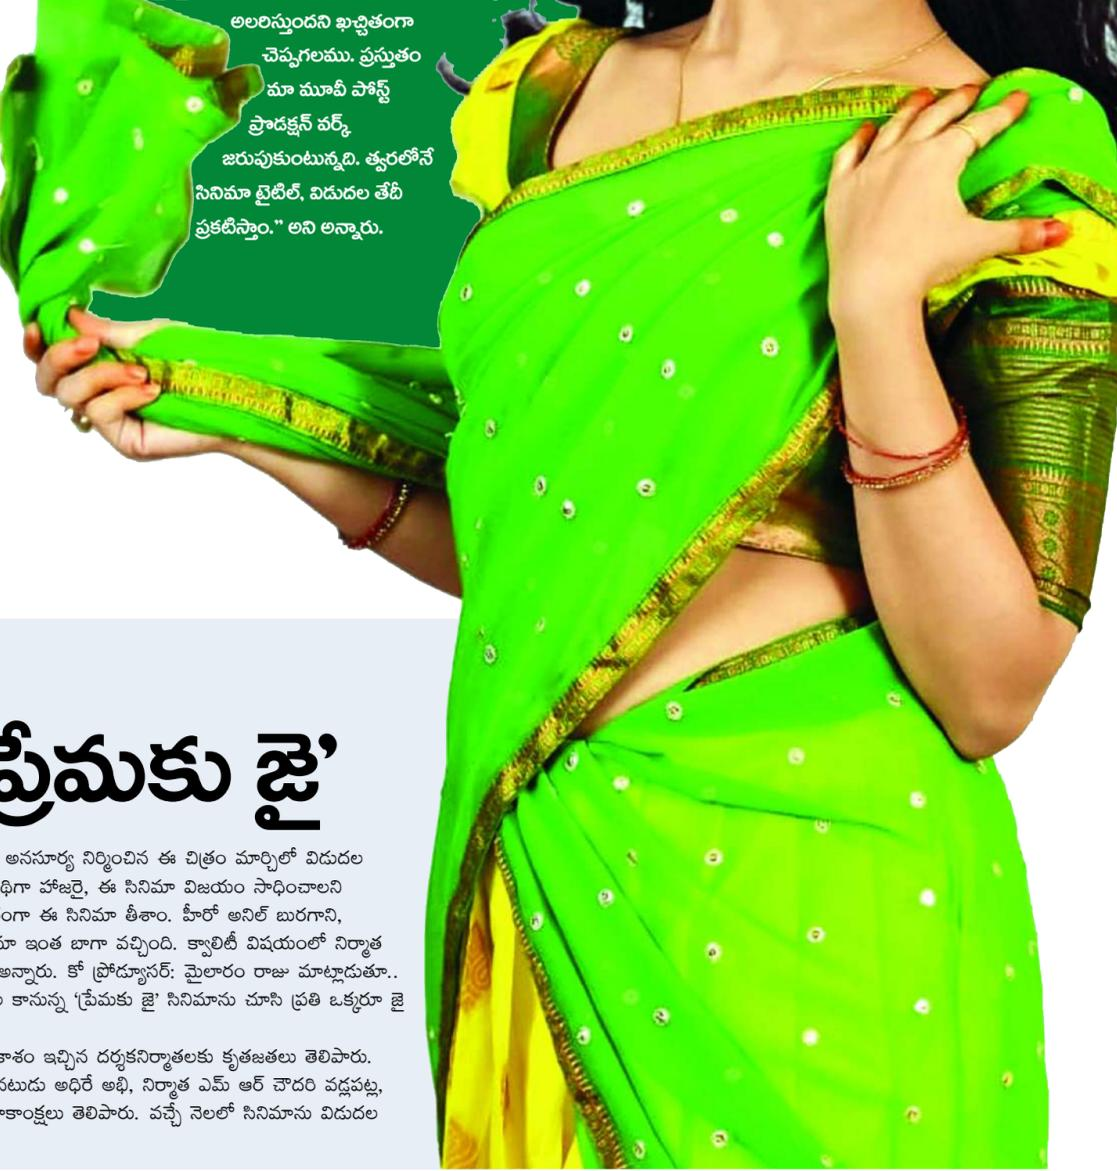 అలరిస్తుందని ఖచ్చితంగా
చెప్పగలము. ప్రస్తుతం
మా మూవీ పోస్ట్
ప్రొడక్షన్ వర్క్
జరుపుకుంటున్నది. త్వరలోనే
సినిమా టైటిల్, విడుదల తేదీ
ప్రకటిస్తాం.” అని అన్నారు.
ప్రేమకు జై’
అనసూర్య నిర్మించిన ఈ చిత్రం మార్చిలో విడుదల
థిగా హాజరై, ఈ సినిమా విజయం సాధించాలని
ంగా ఈ సినిమా తీశాం. హీరో అనిల్ బురగాని,
మా ఇంత బాగా వచ్చింది. క్వాలిటీ విషయంలో నిర్మాత
అన్నారు. కో ప్రోడ్యూసర్: మైలారం రాజు మాట్లాడుతూ..
కానున్న ‘ప్రేమకు జై’ సినిమాను చూసి ప్రతి ఒక్కరూ జై
కాశం ఇచ్చిన దర్శకనిర్మాతలకు కృతజతలు తెలిపారు.
నటుడు అధిరే అభి, నిర్మాత ఎమ్ ఆర్ చౌదరి వడ్లపట్ల,
కాంక్షలు తెలిపారు. వచ్చే నెలలో సినిమాను విడుదల